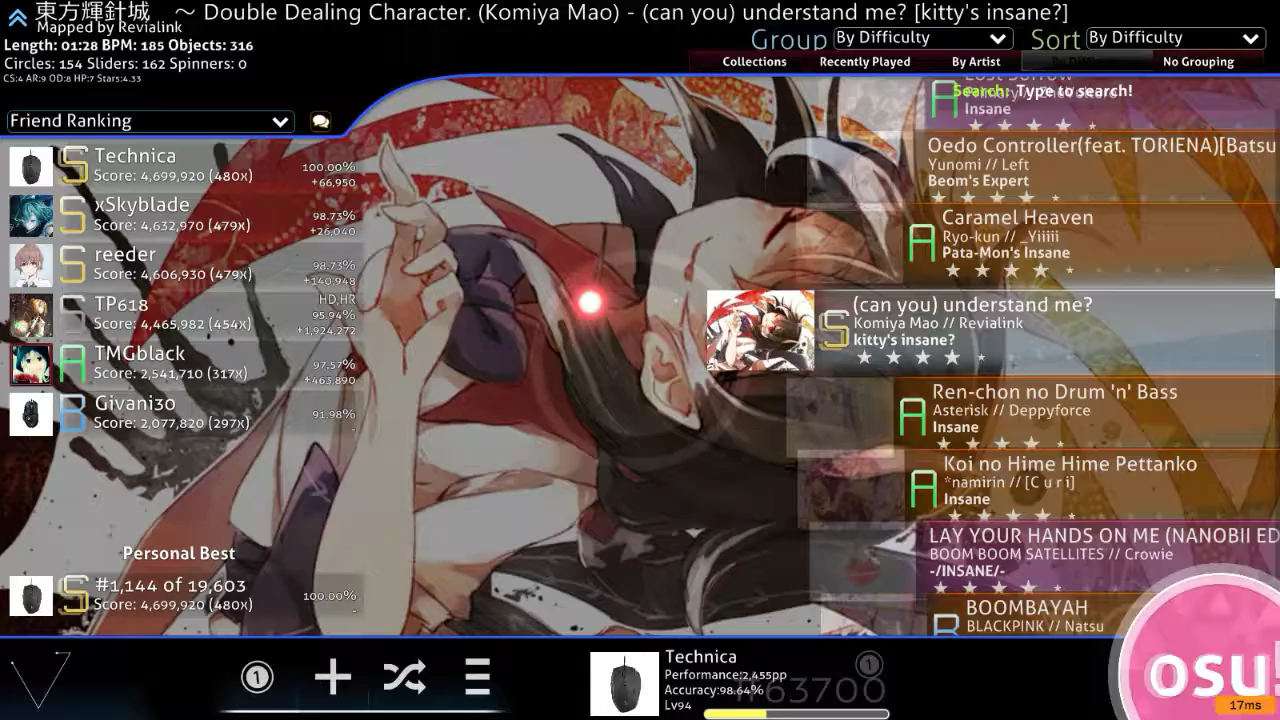 東方輝針城　～ Double Dealing Character. (Komiya Mao) - (can you) understand me? [kitty's insane?]
Mapped by Revialink
Length: 01:28 BPM: 185 Objects: 316
Circles: 154 Sliders: 162 Spinners: 0
CS:4 AR:9 OD:8 HP:7 Stars:4.33
Group By Difficulty
Sort By Difficulty
Collections
Recently Played
By Artist
No Grouping
Friend Ranking
Technica
Score: 4,699,920 (480x)
100.00%
+66,950
xSkyblade
Score: 4,632,970 (479x)
98.73%
+26,040
reeder
Score: 4,606,930 (479x)
98.73%
+140,948
TP618
Score: 4,465,982 (454x)
HD,HR
95.94%
+1,924,272
TMGblack
Score: 2,541,710 (317x)
97.57%
+463,890
Givani30
Score: 2,077,820 (297x)
91.98%
-
Personal Best
#1,144 of 19,603
Score: 4,699,920 (480x)
100.00%
-
Lost Sorrow
Search: Type to search!
A
Insane
Oedo Controller(feat. TORIENA)[Batsu
Yunomi // Left
Beom's Expert
A
Caramel Heaven
Ryo-kun // _Yiiiii
Pata-Mon's Insane
S
(can you) understand me?
Komiya Mao // Revialink
kitty's insane?
A
Ren-chon no Drum 'n' Bass
Asterisk // Deppyforce
Insane
A
Koi no Hime Hime Pettanko
*namirin // [C u r i]
Insane
LAY YOUR HANDS ON ME (NANOBII ED
BOOM BOOM SATELLITES // Crowie
-/INSANE/-
B
BOOMBAYAH
BLACKPINK // Natsu
1
Technica
Performance:2,455pp
Accuracy:98.64%
Lv94
1
#63700
osu!
17ms